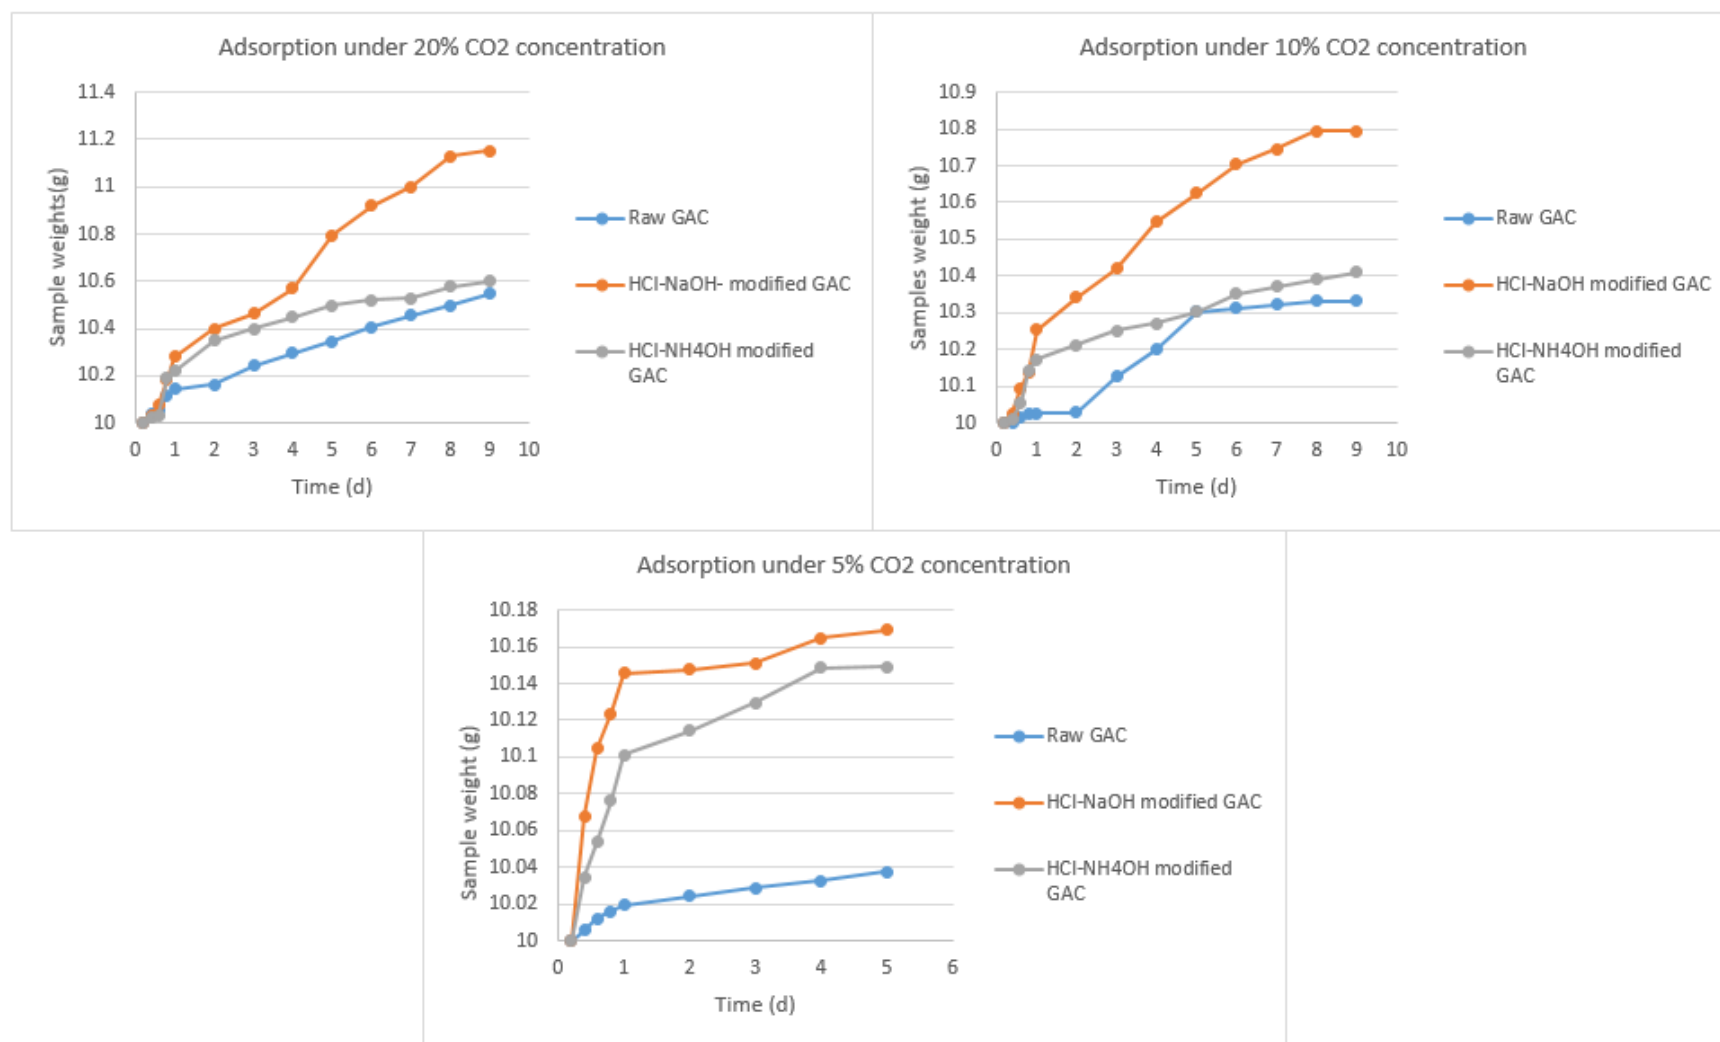 Adsorption under 20% CO2 concentration
11.4
11.2
11
10.8
10.6
10.4
10.2
10
0 1 2 3 4 5 6 7 8 9 10
Sample weights(g)
Time (d)
Raw GAC
HCl-NaOH- modified GAC
HCl-NH4OH modified
GAC
Adsorption under 10% CO2 concentration
10.9
10.8
10.7
10.6
10.5
10.4
10.3
10.2
10.1
10
0 1 2 3 4 5 6 7 8 9 10
Samples weight (g)
Time (d)
Raw GAC
HCl-NaOH modified GAC
HCl-NH4OH modified
GAC
Adsorption under 5% CO2 concentration
10.18
10.16
10.14
10.12
10.1
10.08
10.06
10.04
10.02
10
0 1 2 3 4 5 6
Sample weight (g)
Time (d)
Raw GAC
HCl-NaOH modified GAC
HCl-NH4OH modified
GAC